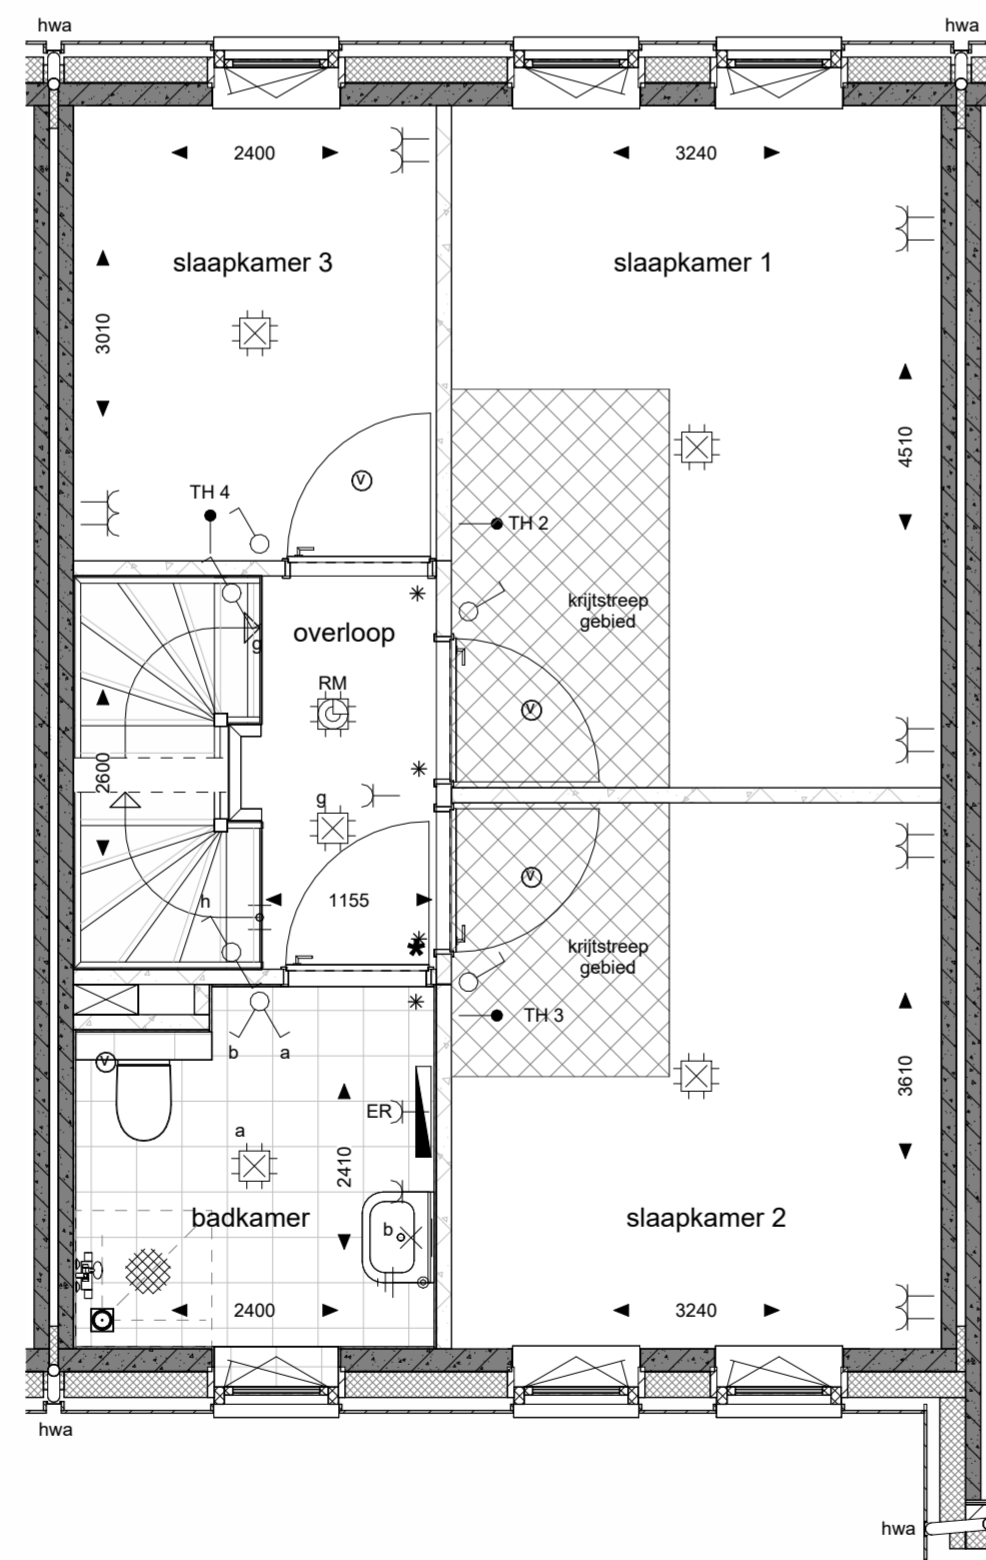 hwa
hwa
2400
3240
slaapkamer 3
slaapkamer 1
3010
4510
V
TH 4
TH 2
krijtstreep
gebied
overloop
g
RM
V
2600
g
V
h
1155
krijtstreep
gebied
TH 3
b
a
V
3610
ER
a
2410
badkamer
b
slaapkamer 2
2400
3240
hwa
hwa